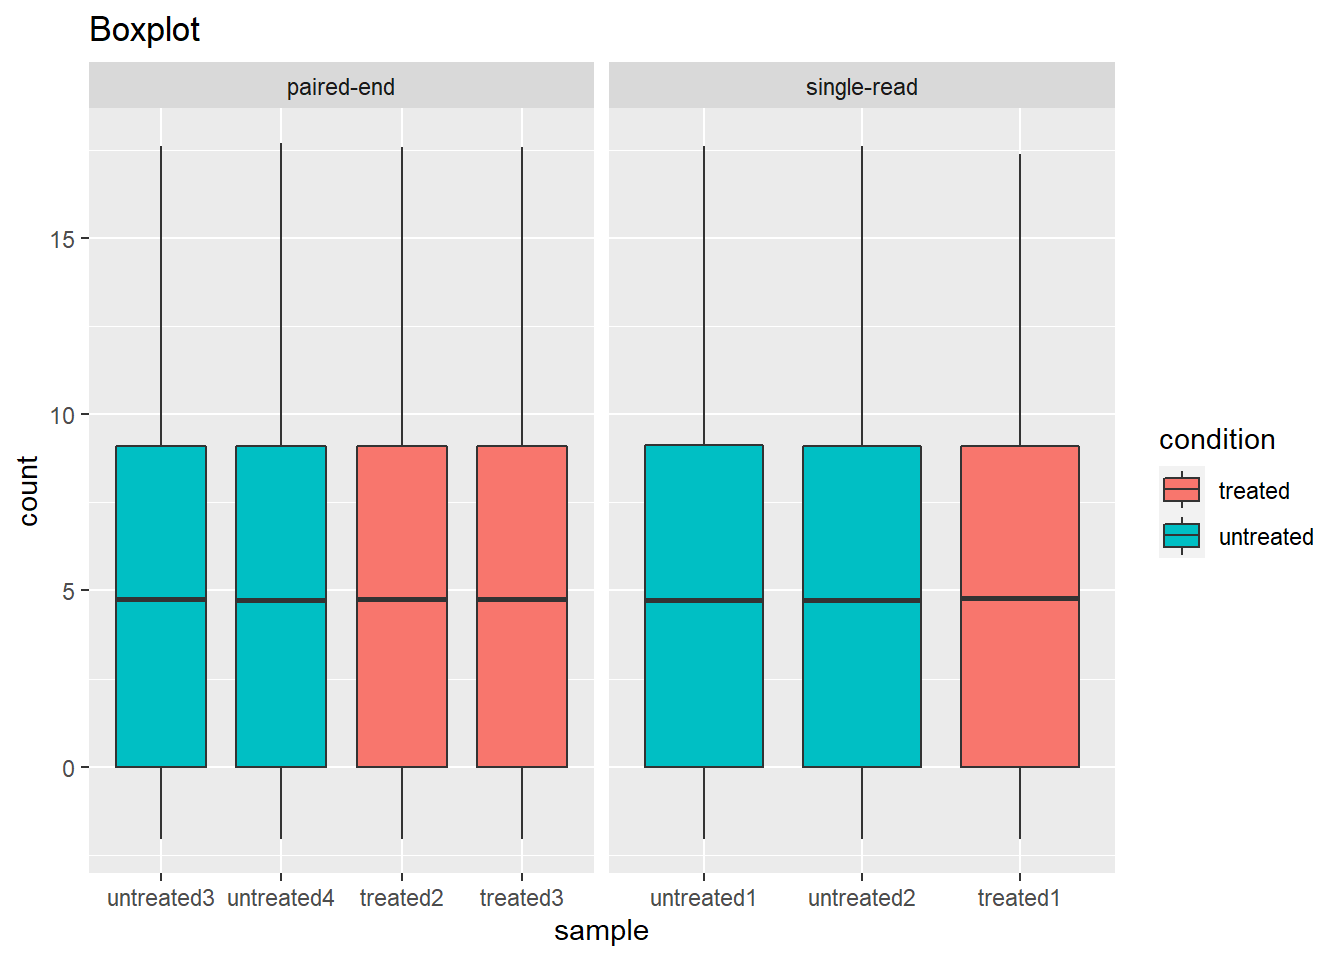 Boxplot
paired-end
single-read
15
10
5
0
count
untreated3 untreated4 treated2 treated3
untreated1 untreated2 treated1
sample
condition
treated
untreated